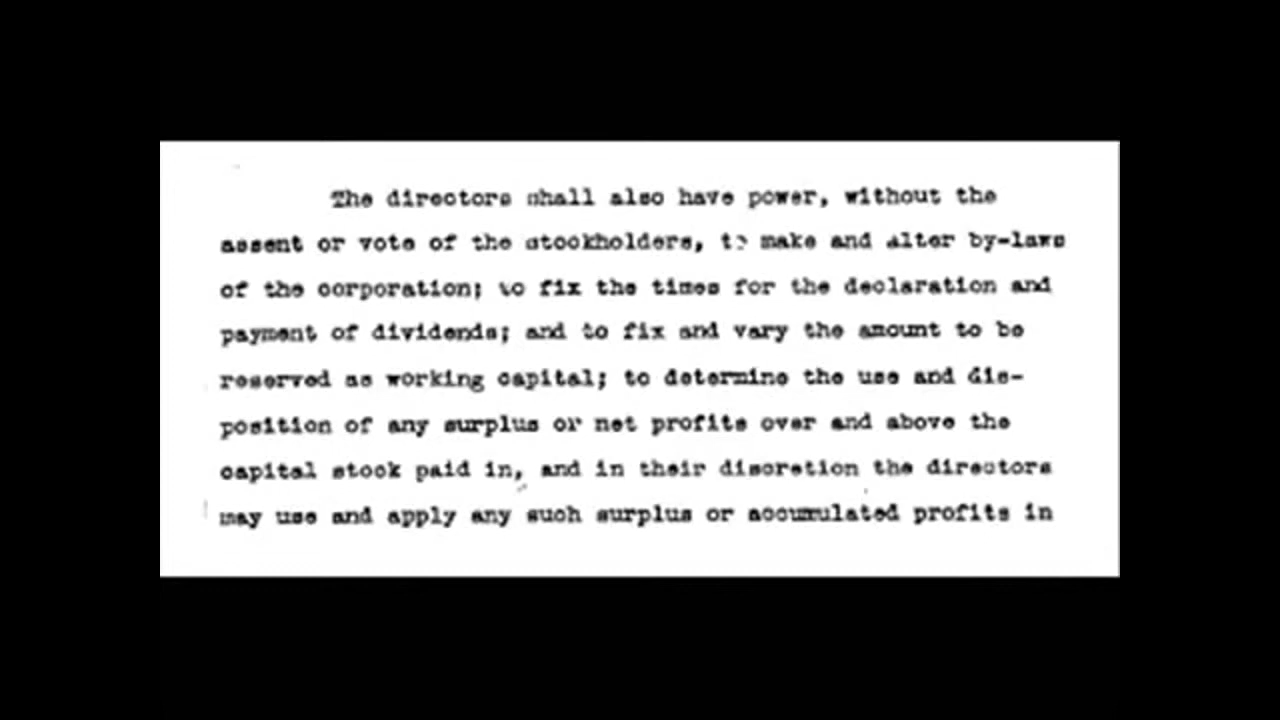 The directors shall also have power, without the
assent or vote of the stockholders, to make and alter by-laws
of the corporation; to fix the times for the declaration and
payment of dividends; and to fix and vary the amount to be
reserved as working capital; to determine the use and dis-
position of any surplus or net profits over and above the
capital stock paid in, and in their discretion the directors
may use and apply any such surplus or accumulated profits in